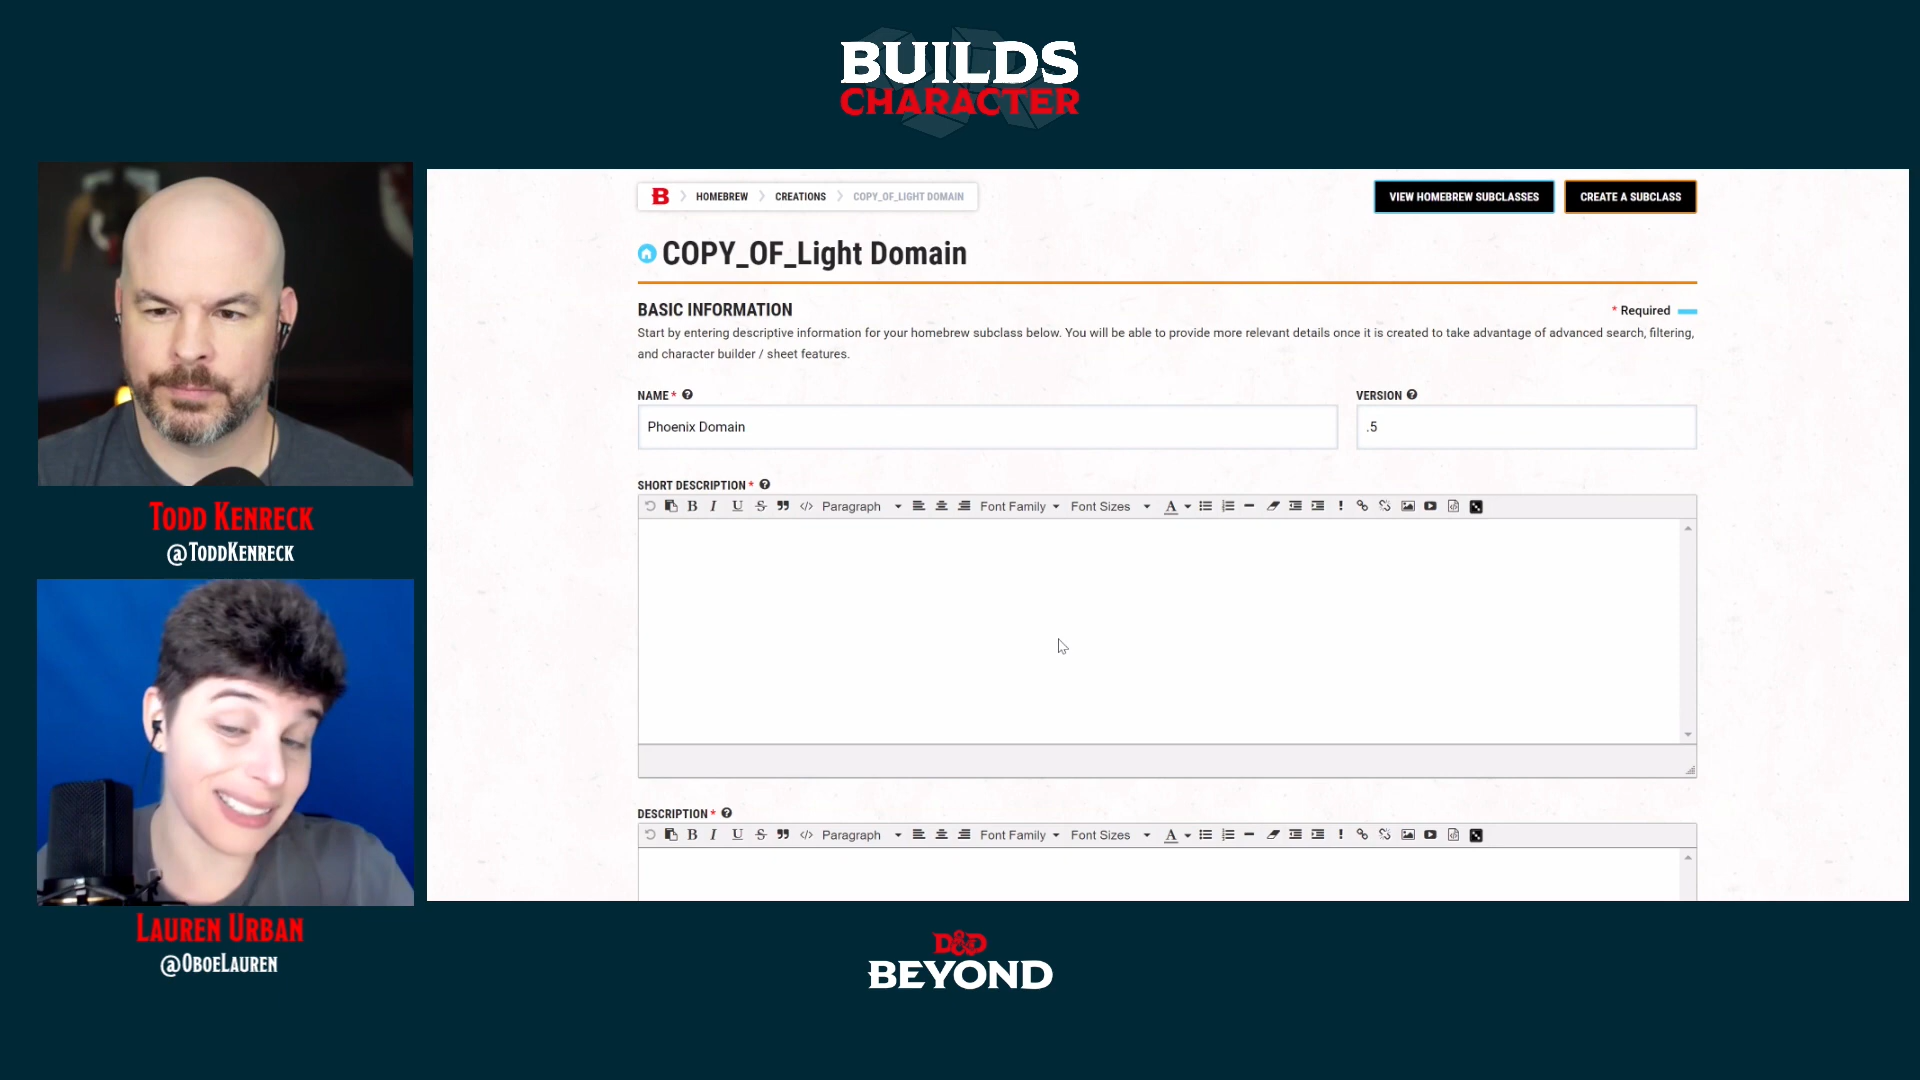 BUILDS
CHARACTER
B HOMEBREW CREATIONS COPY_OF_LIGHT DOMAIN
VIEW HOMEBREW SUBCLASSES
CREATE A SUBCLASS
COPY_OF_Light Domain
BASIC INFORMATION
* Required
Start by entering descriptive information for your homebrew subclass below. You will be able to provide more relevant details once it is created to take advantage of advanced search, filtering,
and character builder / sheet features.
NAME *
VERSION
Phoenix Domain
.5
SHORT DESCRIPTION *
B I U S Paragraph Font Family Font Sizes A
DESCRIPTION *
B I U S Paragraph Font Family Font Sizes A
TODD KENRECK
@TODDKENRECK
LAUREN URBAN
@OBOELAUREN
D&D
BEYOND